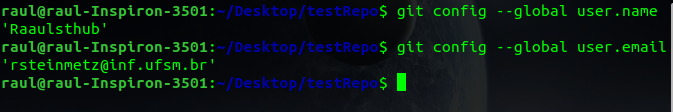 raul@raul-Inspiron-3501:~/Desktop/testRepo$ git config --global user.name
'Raaulsthub'
raul@raul-Inspiron-3501:~/Desktop/testRepo$ git config --global user.email
'rsteinmetz@inf.ufsm.br'
raul@raul-Inspiron-3501:~/Desktop/testRepo$